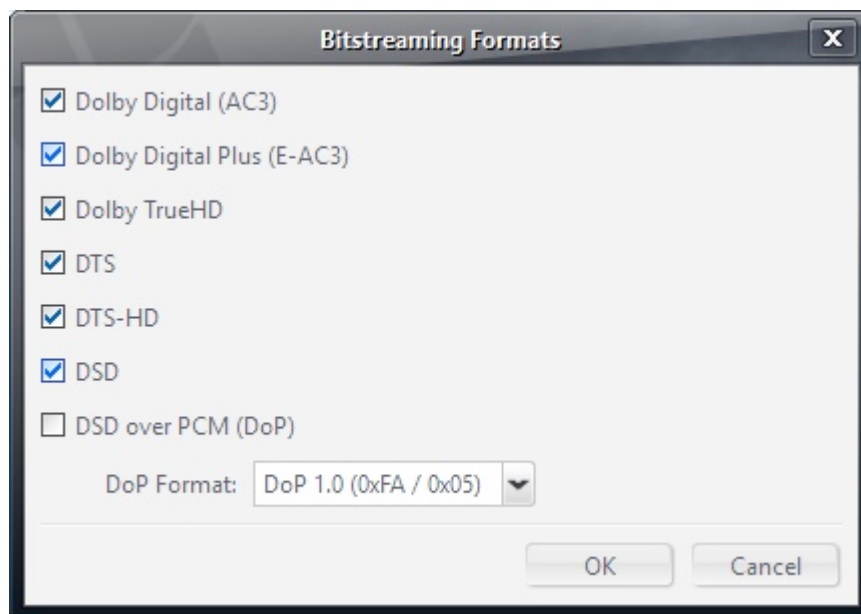 Bitstreaming Formats
Dolby Digital (AC3)
Dolby Digital Plus (E-AC3)
Dolby TrueHD
DTS
DTS-HD
DSD
DSD over PCM (DoP)
DoP Format: DoP 1.0 (0xFA / 0x05)
OK Cancel